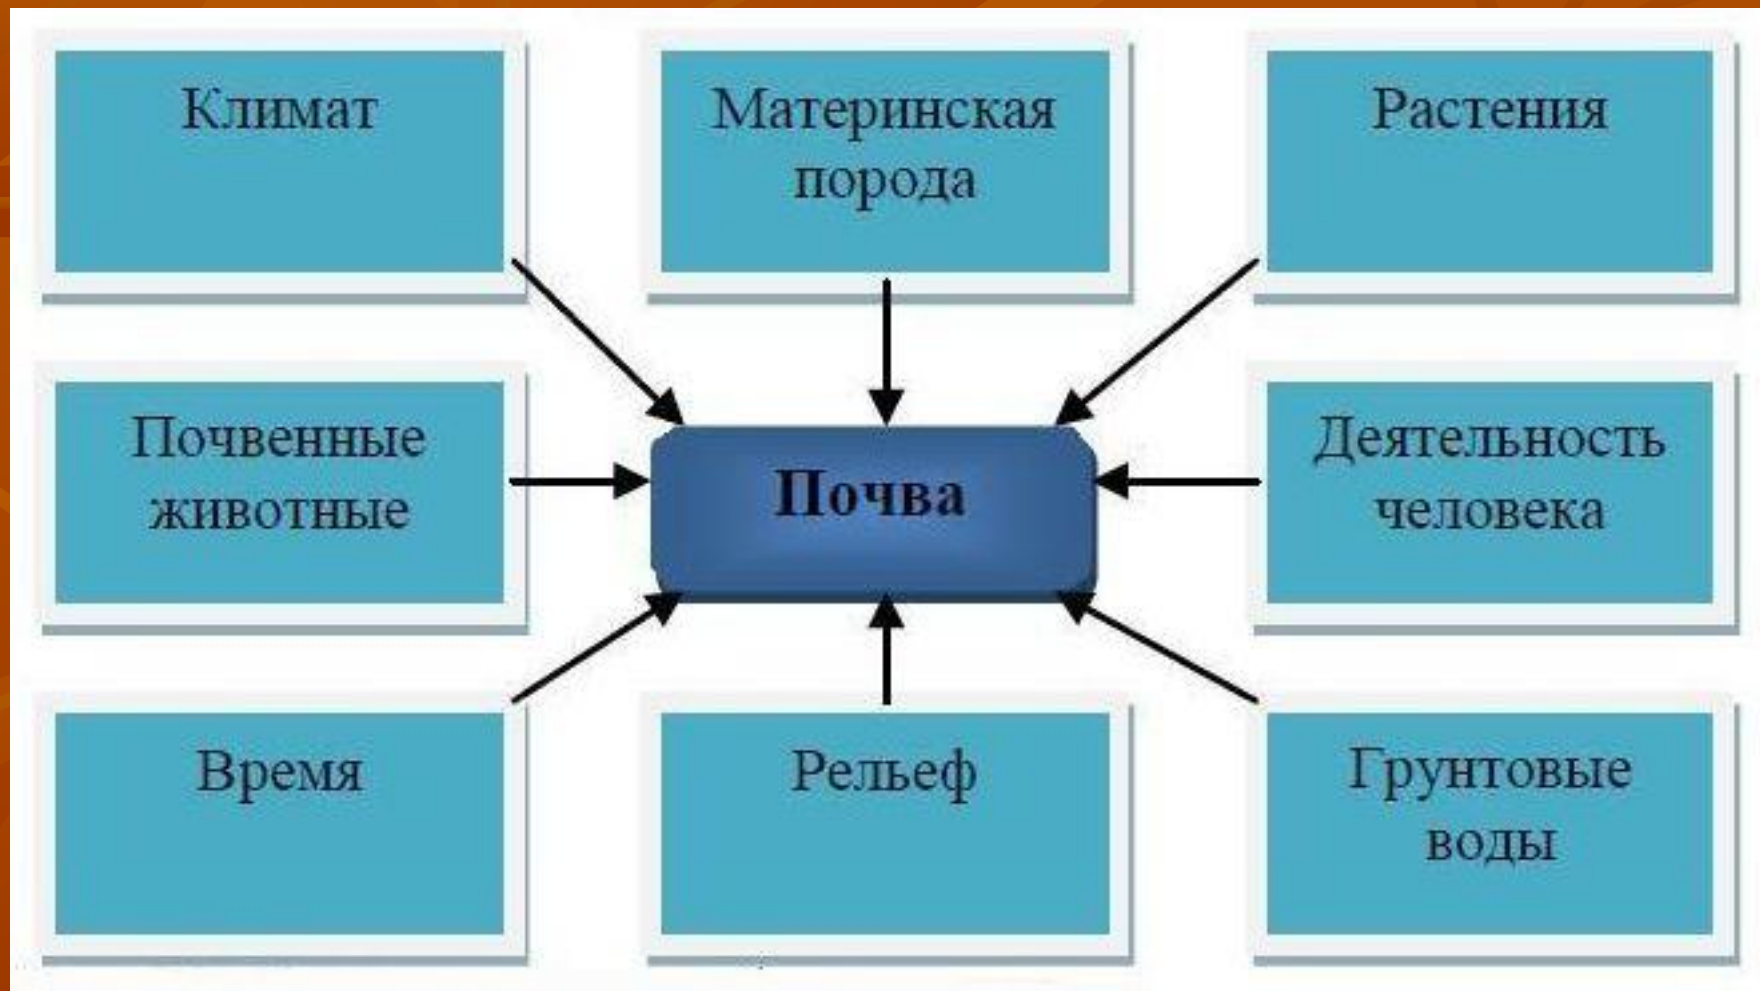 Климат
Материнская
порода
Растения
Почвенные
животные
Почва
Деятельность
человека
Время
Рельеф
Грунтовые
воды